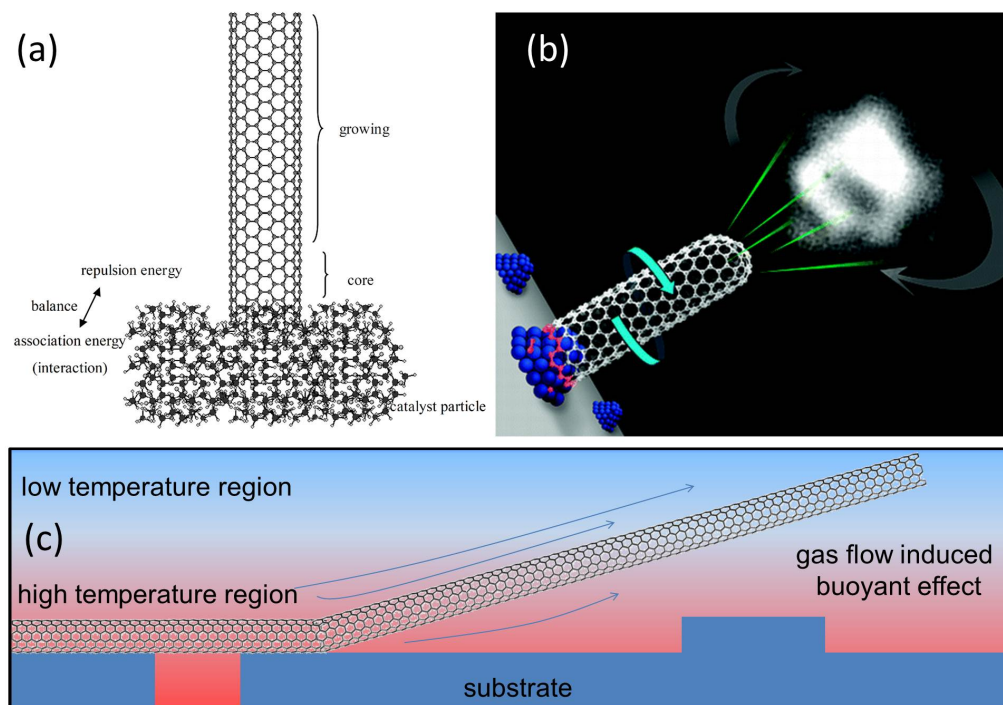 (a)
growing
repulsion energy
core
balance
association energy
(interaction)
catalyst particle
(b)
low temperature region
(c)
high temperature region
gas flow induced
buoyant effect
substrate